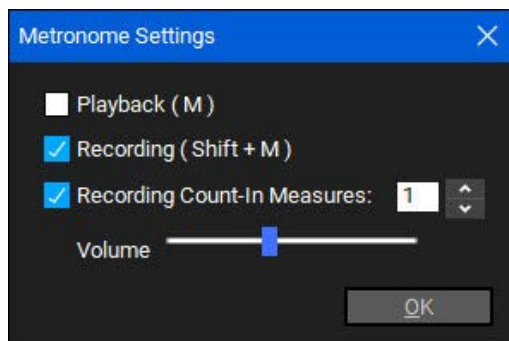 Metronome Settings
Playback ( M )
Recording ( Shift + M )
Recording Count-In Measures: 1
Volume
OK